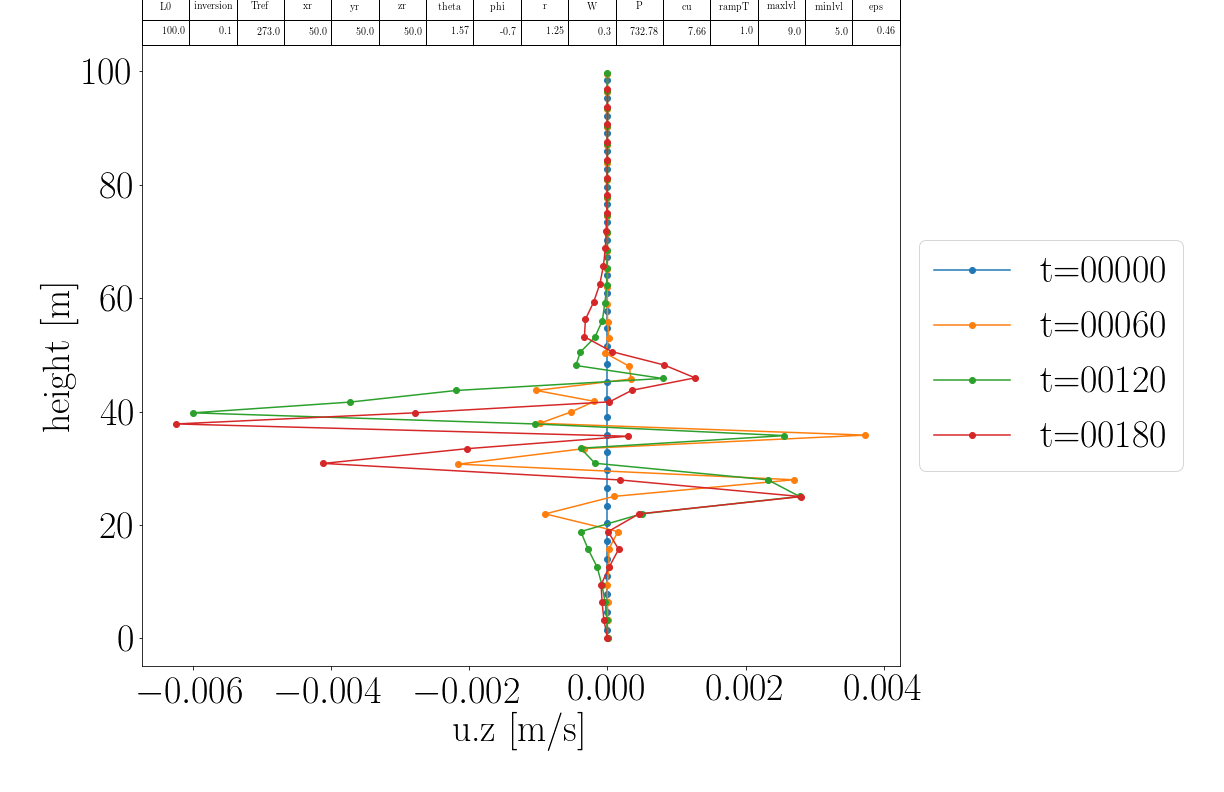 L0 inversion Tref xr yr zr theta phi r W P cu rampT maxlvl minlvl eps
100.0 0.1 273.0 50.0 50.0 50.0 1.57 -0.7 1.25 0.3 732.78 7.66 1.0 9.0 5.0 0.46
100
80
60
40
20
0
height [m]
−0.006 −0.004 −0.002 0.000 0.002 0.004
u.z [m/s]
t=00000
t=00060
t=00120
t=00180